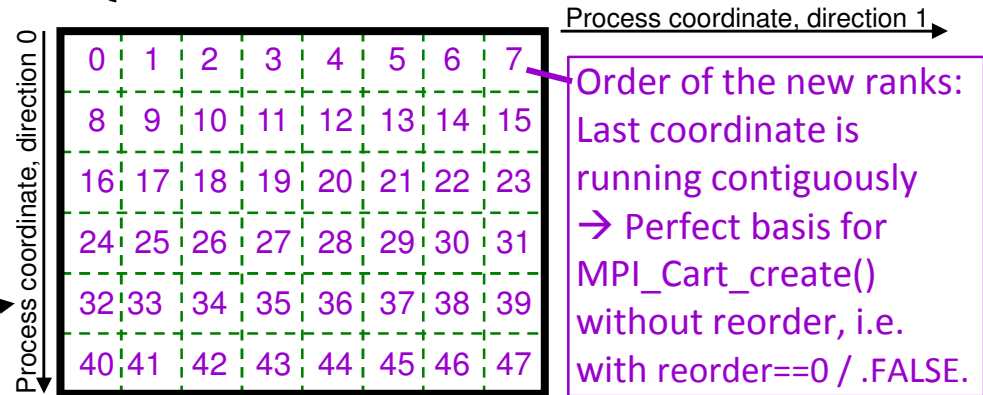 Process coordinate, direction 1
Process coordinate, direction 0
0 1 2 3 4 5 6 7
8 9 10 11 12 13 14 15
16 17 18 19 20 21 22 23
24 25 26 27 28 29 30 31
32 33 34 35 36 37 38 39
40 41 42 43 44 45 46 47
Order of the new ranks:
Last coordinate is
running contiguously
→ Perfect basis for
MPI_Cart_create()
without reorder, i.e.
with reorder==0 / .FALSE.